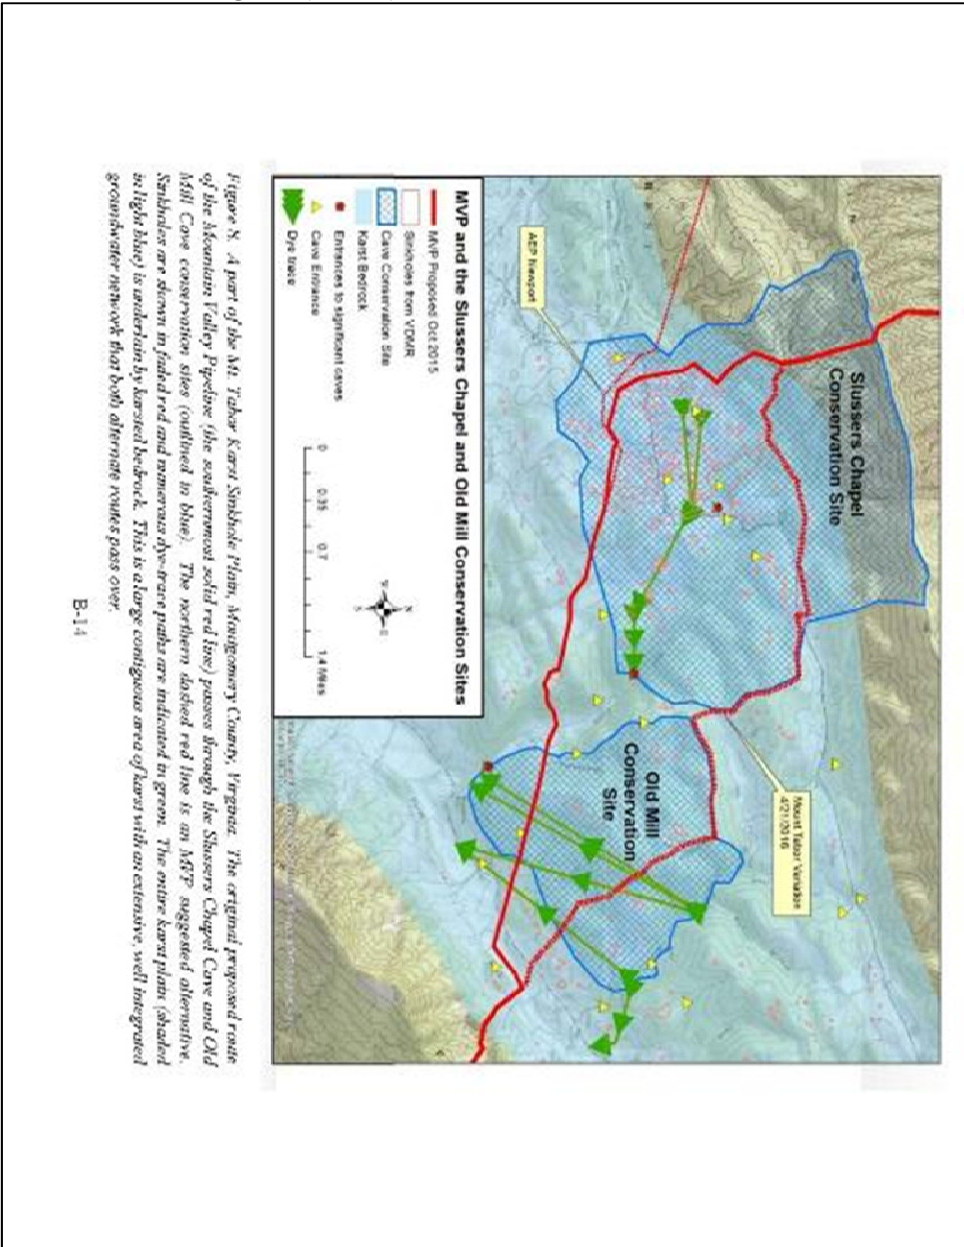 Slussers Chapel
Conservation Site
AEP Newport
Mount Tabor Variation
4/21/2016
Old Mill
Conservation
Site
MVP and the Slussers Chapel and Old Mill Conservation Sites
MVP Proposed Oct 2015
Sinkholes from VDMR
Cave Conservation Site
Karst Bedrock
Entrances to significant caves
Cave Entrance
Dye trace
0 0.35 0.7 1.4 Miles
Figure 8. A part of the Mt. Tabor Karst Sinkhole Plain, Montgomery County, Virginia. The original proposed route
of the Mountain Valley Pipeline (the southernmost solid red line) passes through the Slussers Chapel Cave and Old
Mill Cave conservation sites (outlined in blue). The northern dashed red line is an MVP suggested alternative.
Sinkholes are shown in faded red and numerous dye-trace paths are indicated in green. The entire karst plain (shaded
in light blue) is underlain by karsted bedrock. This is a large contiguous area of karst with an extensive, well integrated
groundwater network that both alternate routes pass over.
B-14